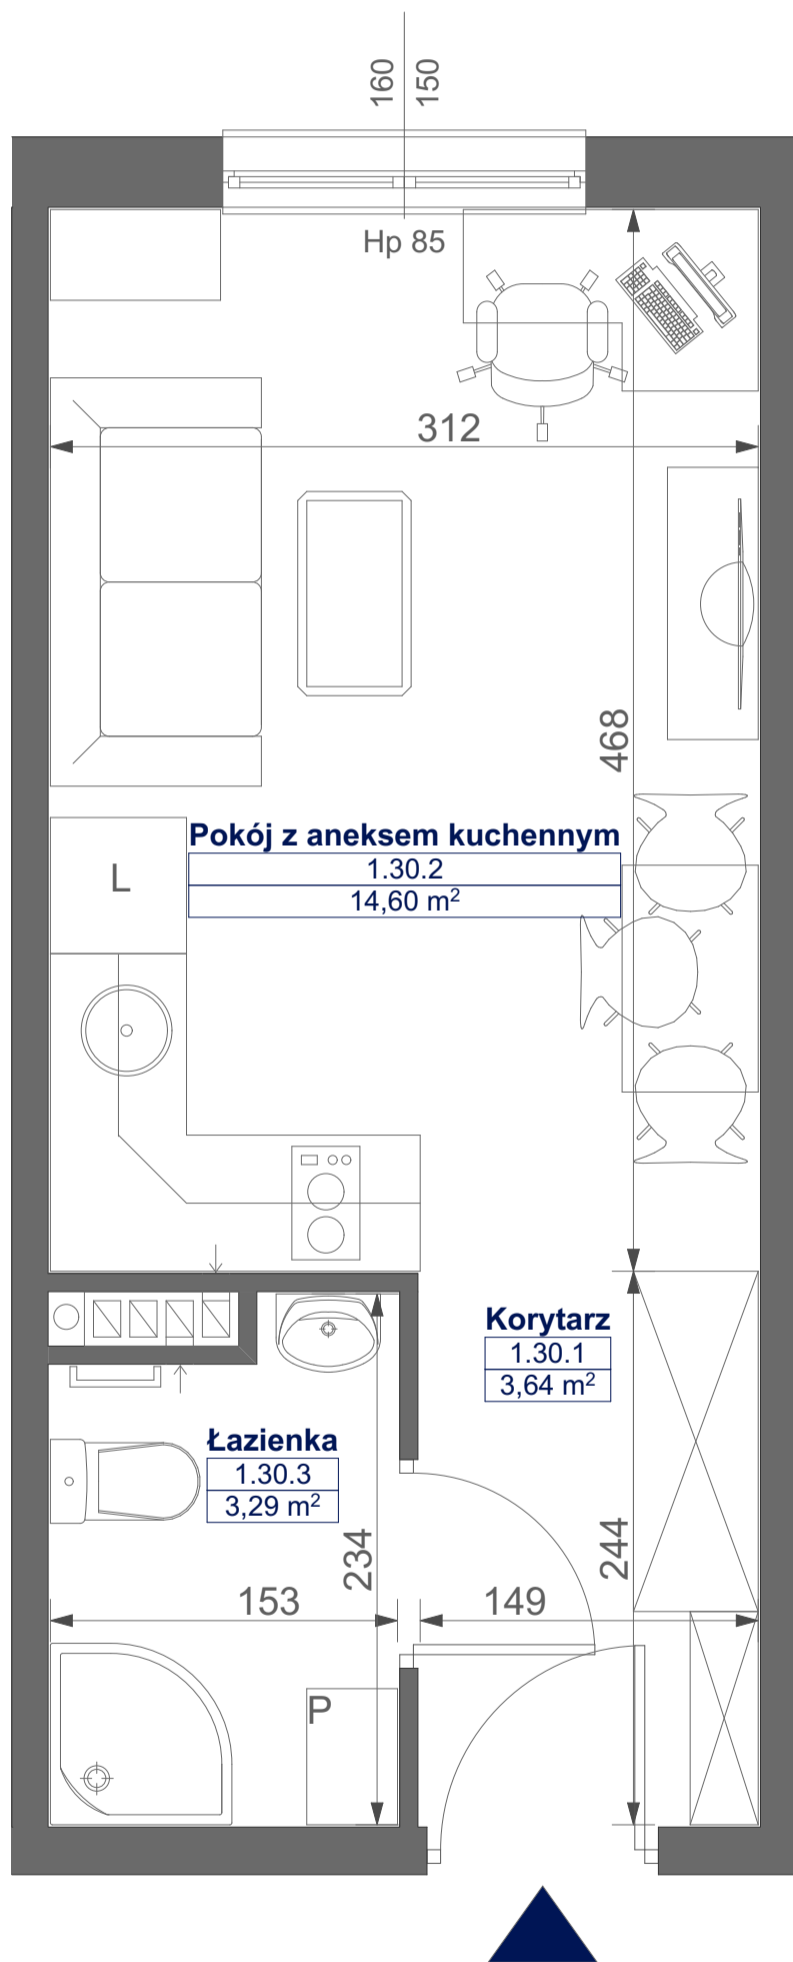 160
150
Hp 85
312
468
Pokój z aneksem kuchennym
1.30.2
14,60 m²
L
Korytarz
1.30.1
3,64 m²
Łazienka
1.30.3
3,29 m²
234
244
153
149
P